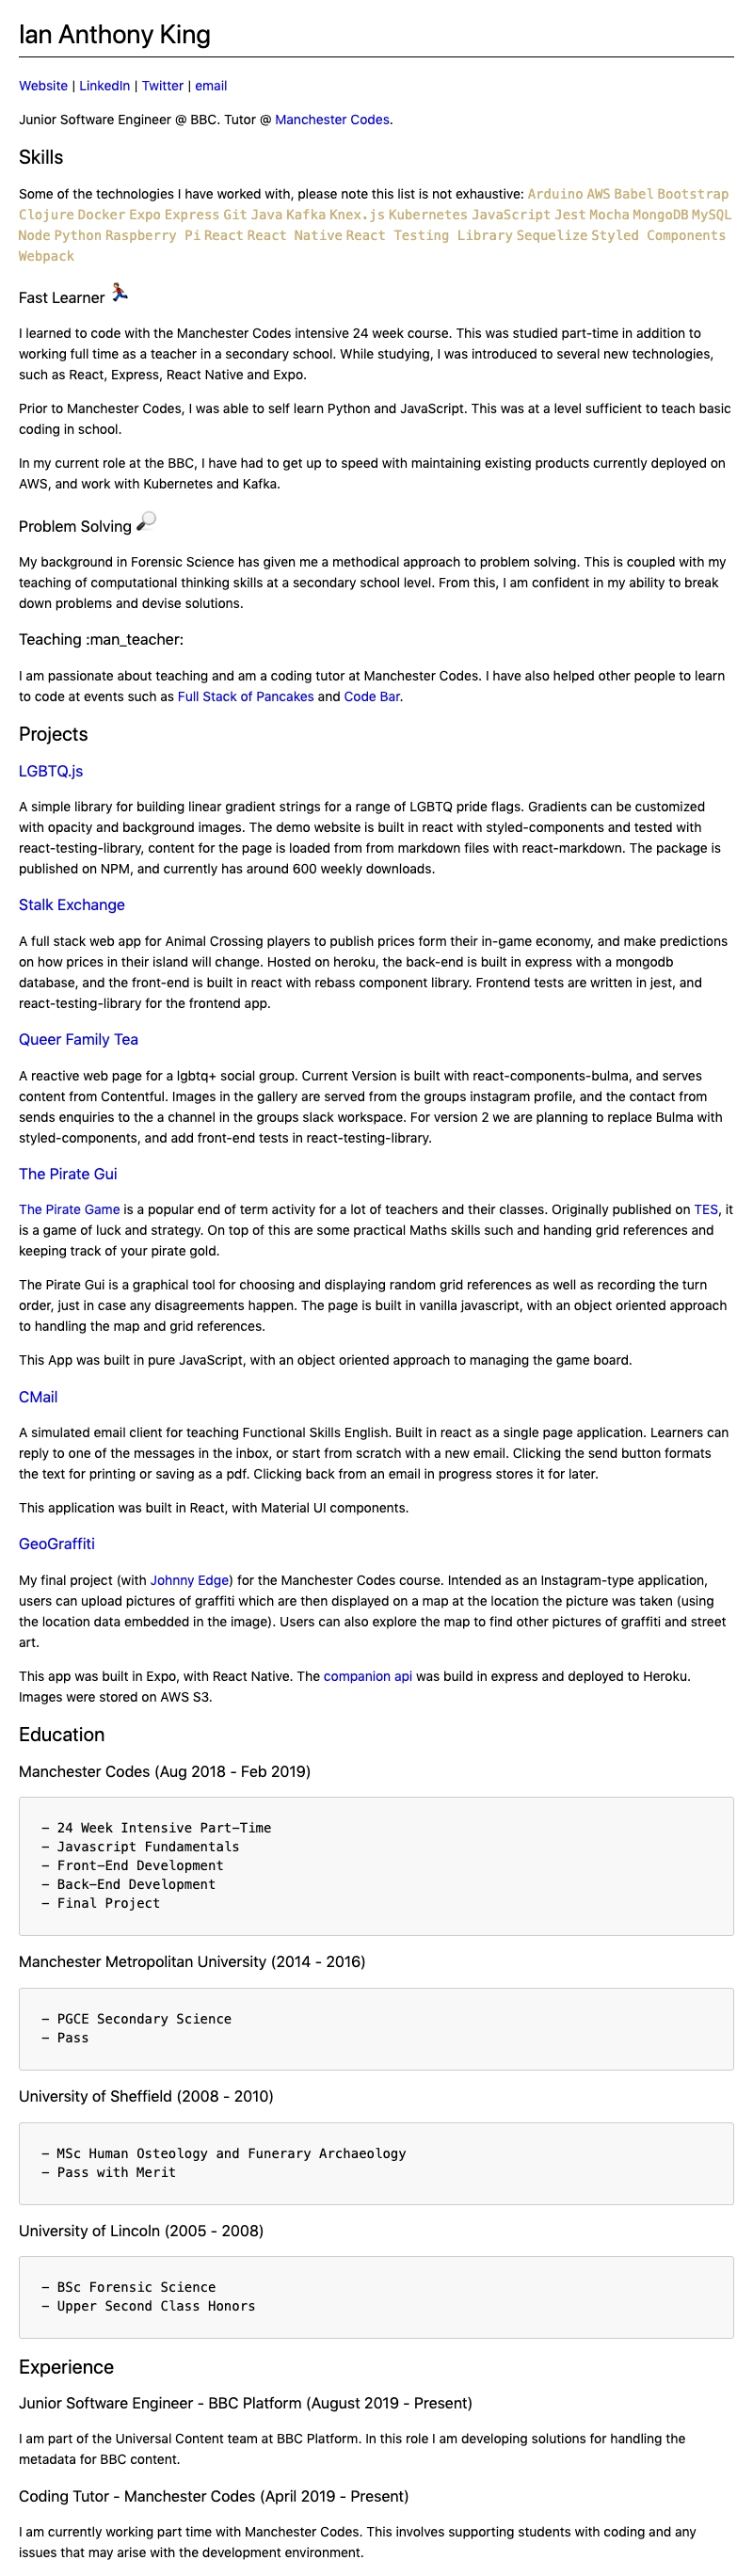 Ian Anthony King
Website | LinkedIn | Twitter | email
Junior Software Engineer @ BBC. Tutor @ Manchester Codes.
Skills
Some of the technologies I have worked with, please note this list is not exhaustive: Arduino AWS Babel Bootstrap
Clojure Docker Expo Express Git Java Kafka Knex.js Kubernetes JavaScript Jest Mocha MongoDB MySQL
Node Python Raspberry Pi React React Native React Testing Library Sequelize Styled Components
Webpack
Fast Learner
I learned to code with the Manchester Codes intensive 24 week course. This was studied part-time in addition to
working full time as a teacher in a secondary school. While studying, I was introduced to several new technologies,
such as React, Express, React Native and Expo.
Prior to Manchester Codes, I was able to self learn Python and JavaScript. This was at a level sufficient to teach basic
coding in school.
In my current role at the BBC, I have had to get up to speed with maintaining existing products currently deployed on
AWS, and work with Kubernetes and Kafka.
Problem Solving
My background in Forensic Science has given me a methodical approach to problem solving. This is coupled with my
teaching of computational thinking skills at a secondary school level. From this, I am confident in my ability to break
down problems and devise solutions.
Teaching :man_teacher:
I am passionate about teaching and am a coding tutor at Manchester Codes. I have also helped other people to learn
to code at events such as Full Stack of Pancakes and Code Bar.
Projects
LGBTQ.js
A simple library for building linear gradient strings for a range of LGBTQ pride flags. Gradients can be customized
with opacity and background images. The demo website is built in react with styled-components and tested with
react-testing-library, content for the page is loaded from from markdown files with react-markdown. The package is
published on NPM, and currently has around 600 weekly downloads.
Stalk Exchange
A full stack web app for Animal Crossing players to publish prices form their in-game economy, and make predictions
on how prices in their island will change. Hosted on heroku, the back-end is built in express with a mongodb
database, and the front-end is built in react with rebass component library. Frontend tests are written in jest, and
react-testing-library for the frontend app.
Queer Family Tea
A reactive web page for a lgbtq+ social group. Current Version is built with react-components-bulma, and serves
content from Contentful. Images in the gallery are served from the groups instagram profile, and the contact from
sends enquiries to the a channel in the groups slack workspace. For version 2 we are planning to replace Bulma with
styled-components, and add front-end tests in react-testing-library.
The Pirate Gui
The Pirate Game is a popular end of term activity for a lot of teachers and their classes. Originally published on TES, it
is a game of luck and strategy. On top of this are some practical Maths skills such and handing grid references and
keeping track of your pirate gold.
The Pirate Gui is a graphical tool for choosing and displaying random grid references as well as recording the turn
order, just in case any disagreements happen. The page is built in vanilla javascript, with an object oriented approach
to handling the map and grid references.
This App was built in pure JavaScript, with an object oriented approach to managing the game board.
CMail
A simulated email client for teaching Functional Skills English. Built in react as a single page application. Learners can
reply to one of the messages in the inbox, or start from scratch with a new email. Clicking the send button formats
the text for printing or saving as a pdf. Clicking back from an email in progress stores it for later.
This application was built in React, with Material UI components.
GeoGraffiti
My final project (with Johnny Edge) for the Manchester Codes course. Intended as an Instagram-type application,
users can upload pictures of graffiti which are then displayed on a map at the location the picture was taken (using
the location data embedded in the image). Users can also explore the map to find other pictures of graffiti and street
art.
This app was built in Expo, with React Native. The companion api was build in express and deployed to Heroku.
Images were stored on AWS S3.
Education
Manchester Codes (Aug 2018 - Feb 2019)
- 24 Week Intensive Part-Time
- Javascript Fundamentals
- Front-End Development
- Back-End Development
- Final Project
Manchester Metropolitan University (2014 - 2016)
- PGCE Secondary Science
- Pass
University of Sheffield (2008 - 2010)
- MSc Human Osteology and Funerary Archaeology
- Pass with Merit
University of Lincoln (2005 - 2008)
- BSc Forensic Science
- Upper Second Class Honors
Experience
Junior Software Engineer - BBC Platform (August 2019 - Present)
I am part of the Universal Content team at BBC Platform. In this role I am developing solutions for handling the
metadata for BBC content.
Coding Tutor - Manchester Codes (April 2019 - Present)
I am currently working part time with Manchester Codes. This involves supporting students with coding and any
issues that may arise with the development environment.